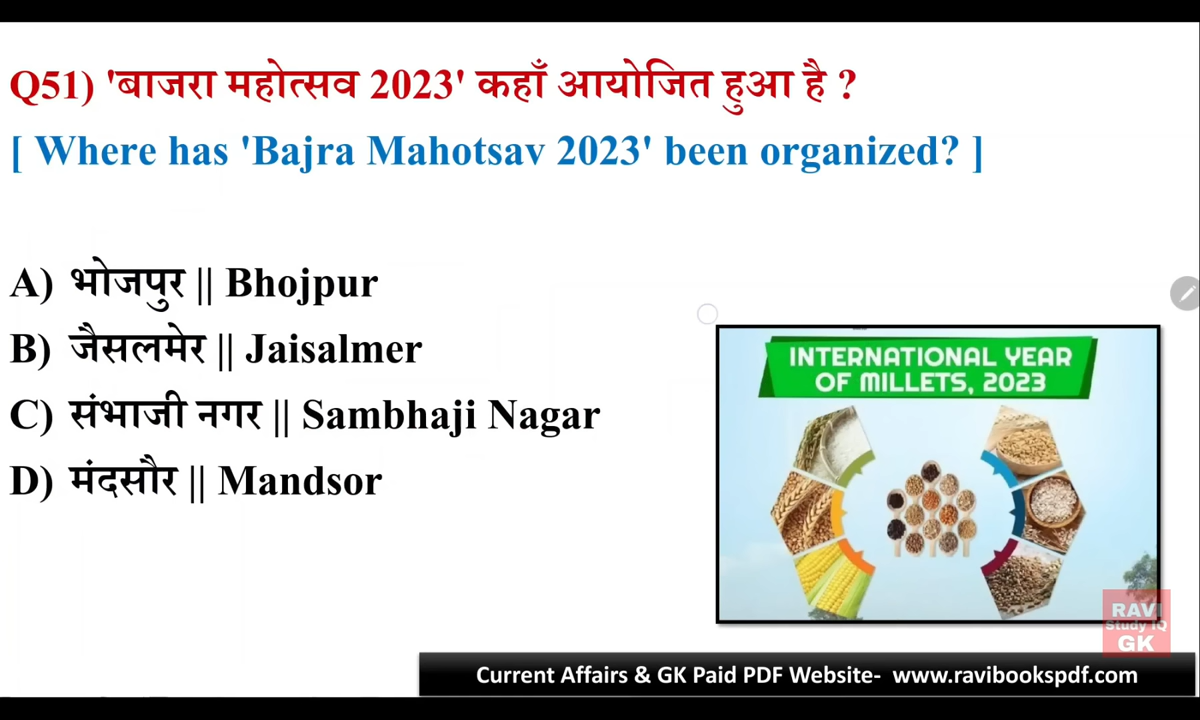 Q51) 'बाजरा महोत्सव 2023' कहाँ आयोजित हुआ है ?
[ Where has 'Bajra Mahotsav 2023' been organized? ]
A) भोजपुर || Bhojpur
B) जैसलमेर || Jaisalmer
C) संभाजी नगर || Sambhaji Nagar
D) मंदसौर || Mandsor
INTERNATIONAL YEAR
OF MILLETS, 2023
RAVI
Study IQ
GK
Current Affairs & GK Paid PDF Website- www.ravibookspdf.com